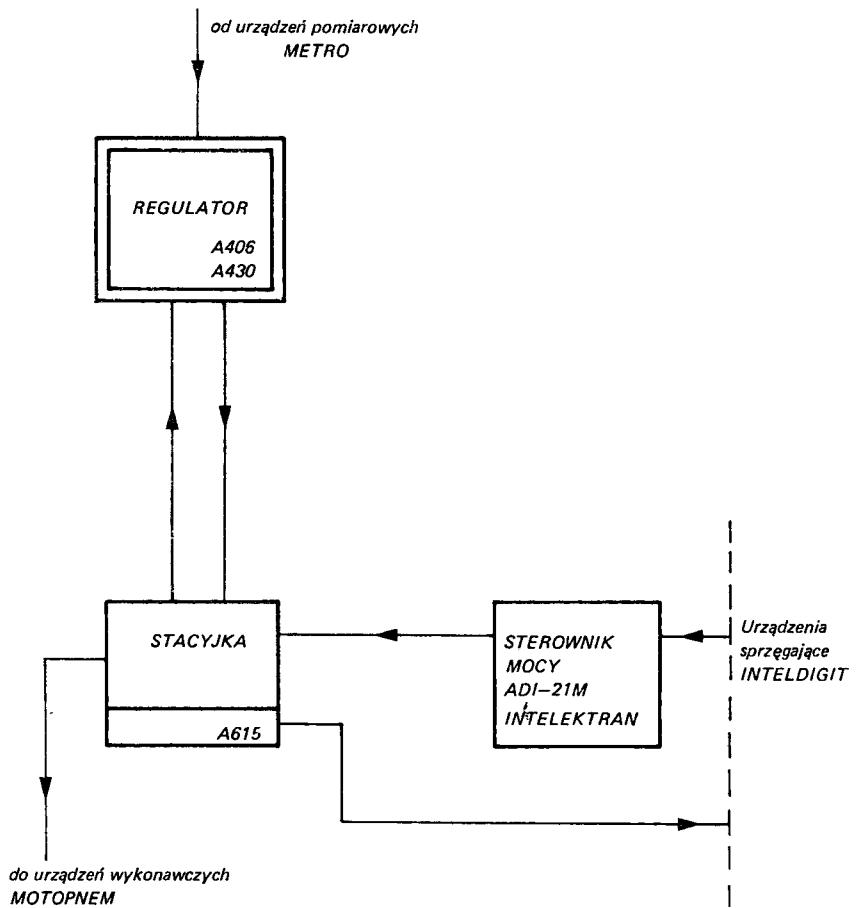 od urządzeń pomiarowych
METRO
REGULATOR
A406
A430
STACYJKA
A615
STEROWNIK
MOCY
ADI-21M
INTELEKTRAN
Urządzenia
sprzęgające
INTELDIGIT
do urządzeń wykonawczych
MOTOPNEM